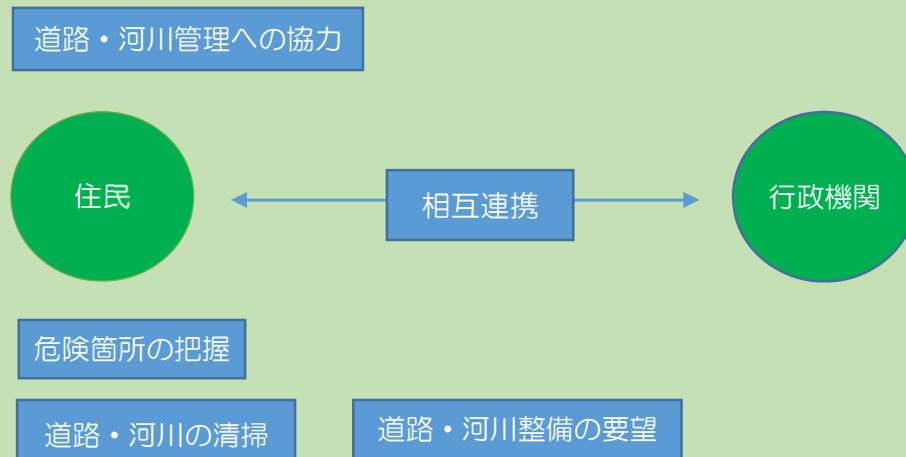 道路・河川管理への協力
住民
相互連携
行政機関
危険箇所の把握
道路・河川の清掃
道路・河川整備の要望